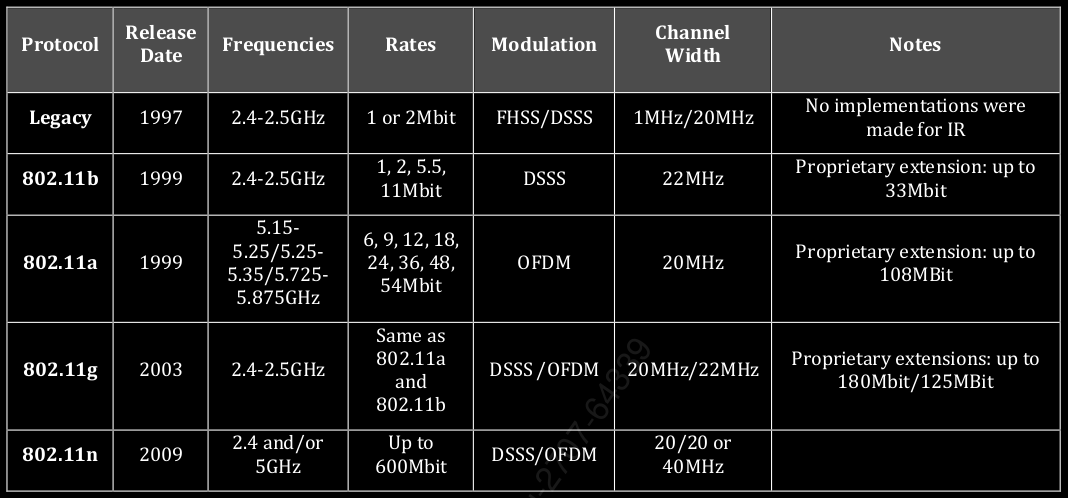 Protocol
Release
Date
Frequencies
Rates
Modulation
Channel
Width
Notes
Legacy
1997
2.4-2.5GHz
1 or 2Mbit
FHSS/DSSS
1MHz/20MHz
No implementations were
made for IR
802.11b
1999
2.4-2.5GHz
1, 2, 5.5,
11Mbit
DSSS
22MHz
Proprietary extension: up to
33Mbit
802.11a
1999
5.15-
5.25/5.25-
5.35/5.725-
5.875GHz
6, 9, 12, 18,
24, 36, 48,
54Mbit
OFDM
20MHz
Proprietary extension: up to
108MBit
802.11g
2003
2.4-2.5GHz
Same as
802.11a
and
802.11b
DSSS/OFDM
20MHz/22MHz
Proprietary extensions: up to
180Mbit/125MBit
802.11n
2009
2.4 and/or
5GHz
Up to
600Mbit
DSSS/OFDM
20/20 or
40MHz